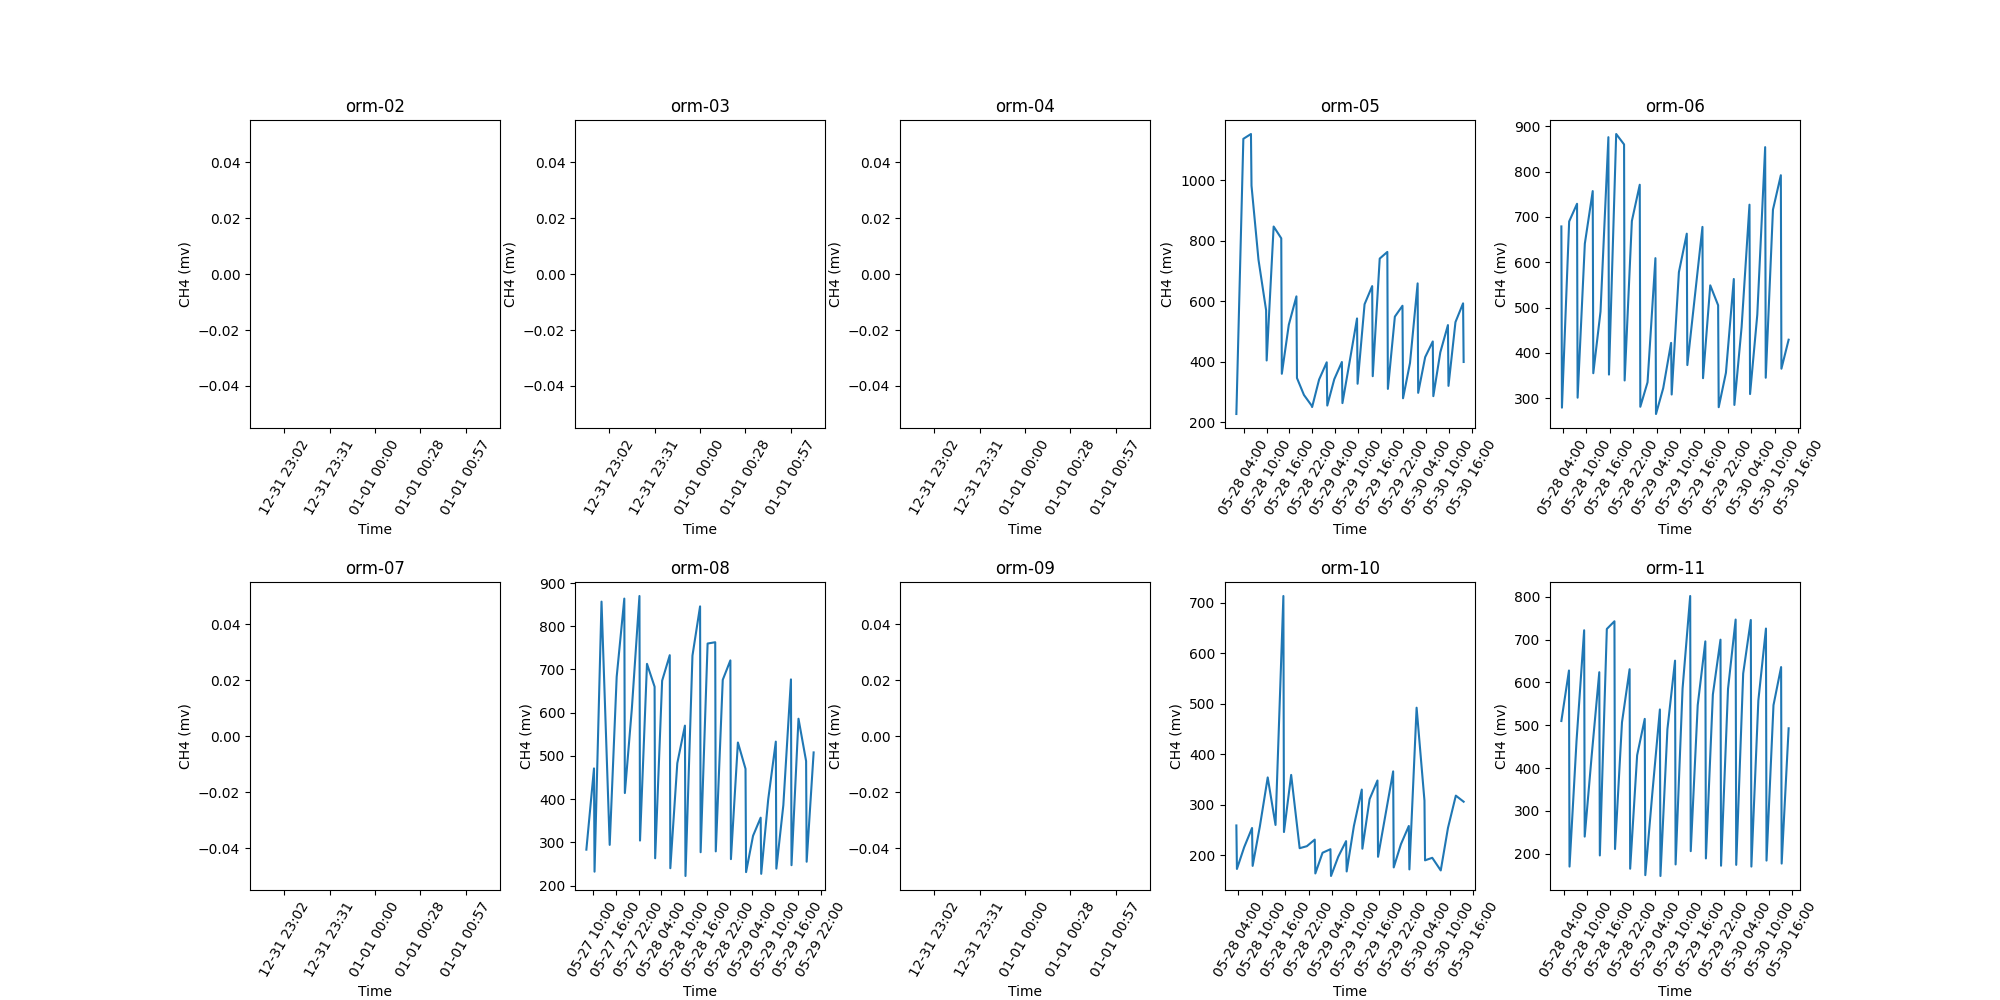 orm-02 orm-03 orm-04 orm-05 orm-06
CH4 (mv)
0.04
0.02
0.00
−0.02
−0.04
12-31 23:02 12-31 23:31 01-01 00:00 01-01 00:28 01-01 00:57
Time
CH4 (mv)
0.04
0.02
0.00
−0.02
−0.04
12-31 23:02 12-31 23:31 01-01 00:00 01-01 00:28 01-01 00:57
Time
CH4 (mv)
0.04
0.02
0.00
−0.02
−0.04
12-31 23:02 12-31 23:31 01-01 00:00 01-01 00:28 01-01 00:57
Time
CH4 (mv)
1000
800
600
400
200
05-28 04:00 05-28 10:00 05-28 16:00 05-28 22:00 05-29 04:00 05-29 10:00 05-29 16:00 05-29 22:00 05-30 04:00 05-30 10:00 05-30 16:00
Time
CH4 (mv)
900
800
700
600
500
400
300
05-28 04:00 05-28 10:00 05-28 16:00 05-28 22:00 05-29 04:00 05-29 10:00 05-29 16:00 05-29 22:00 05-30 04:00 05-30 10:00 05-30 16:00
Time
orm-07 orm-08 orm-09 orm-10 orm-11
CH4 (mv)
0.04
0.02
0.00
−0.02
−0.04
12-31 23:02 12-31 23:31 01-01 00:00 01-01 00:28 01-01 00:57
Time
CH4 (mv)
900
800
700
600
500
400
300
200
05-27 10:00 05-27 16:00 05-27 22:00 05-28 04:00 05-28 10:00 05-28 16:00 05-28 22:00 05-29 04:00 05-29 10:00 05-29 16:00 05-29 22:00
Time
CH4 (mv)
0.04
0.02
0.00
−0.02
−0.04
12-31 23:02 12-31 23:31 01-01 00:00 01-01 00:28 01-01 00:57
Time
CH4 (mv)
700
600
500
400
300
200
05-28 04:00 05-28 10:00 05-28 16:00 05-28 22:00 05-29 04:00 05-29 10:00 05-29 16:00 05-29 22:00 05-30 04:00 05-30 10:00 05-30 16:00
Time
CH4 (mv)
800
700
600
500
400
300
200
05-28 04:00 05-28 10:00 05-28 16:00 05-28 22:00 05-29 04:00 05-29 10:00 05-29 16:00 05-29 22:00 05-30 04:00 05-30 10:00 05-30 16:00
Time